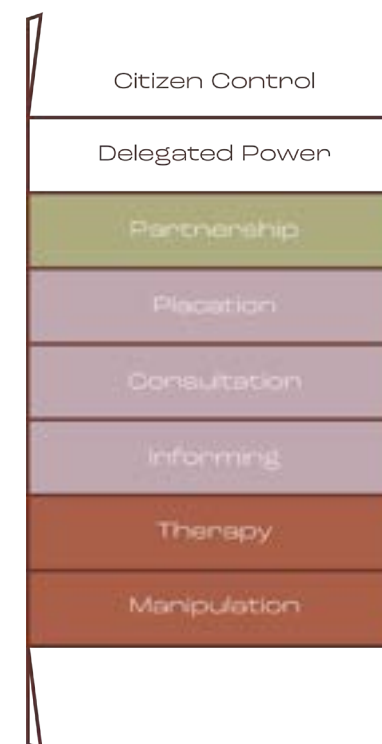 Citizen Control
Delegated Power
Partnership
Placation
Consultation
Informing
Therapy
Manipulation